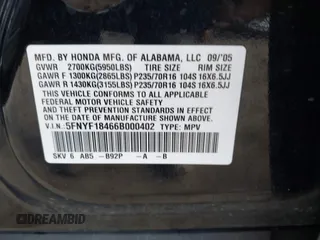 MFD. BY HONDA MFG. OF ALABAMA, LLC 09/'05
GVWR 2700KG(5950LBS) TIRE SIZE RIM SIZE
GAWR F 1300KG(2865LBS) P235/70R16 104S 16X6.5JJ
GAWR R 1430KG(3155LBS) P235/70R16 104S 16X6.5JJ
THIS VEHICLE CONFORMS TO ALL APPLICABLE
FEDERAL MOTOR VEHICLE SAFETY AND THEFT
PREVENTION STANDARDS IN EFFECT ON THE DATE
OF MANUFACTURE SHOWN ABOVE.
V.I.N.: 5FNYF18466B000402 TYPE: MPV
SKV 6 AB5 -B92P -A -B
DREAMBID